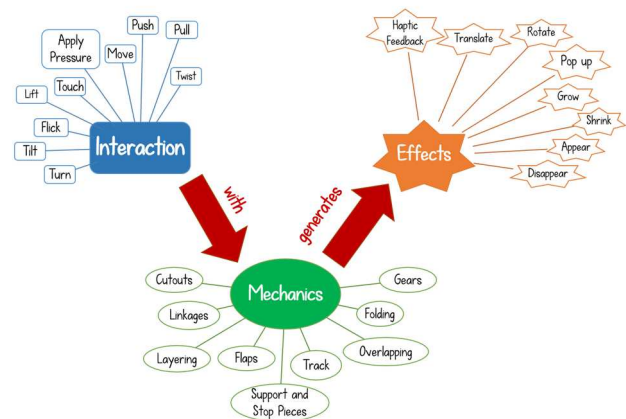 Push
Pull
Apply
Pressure
Move
Twist
Lift
Touch
Flick
Tilt
Turn
Interaction
Haptic
Feedback
Translate
Rotate
Pop up
Grow
Shrink
Appear
Disappear
Effects
with
generates
Mechanics
Cutouts
Linkages
Layering
Flaps
Support and
Stop Pieces
Track
Overlapping
Folding
Gears